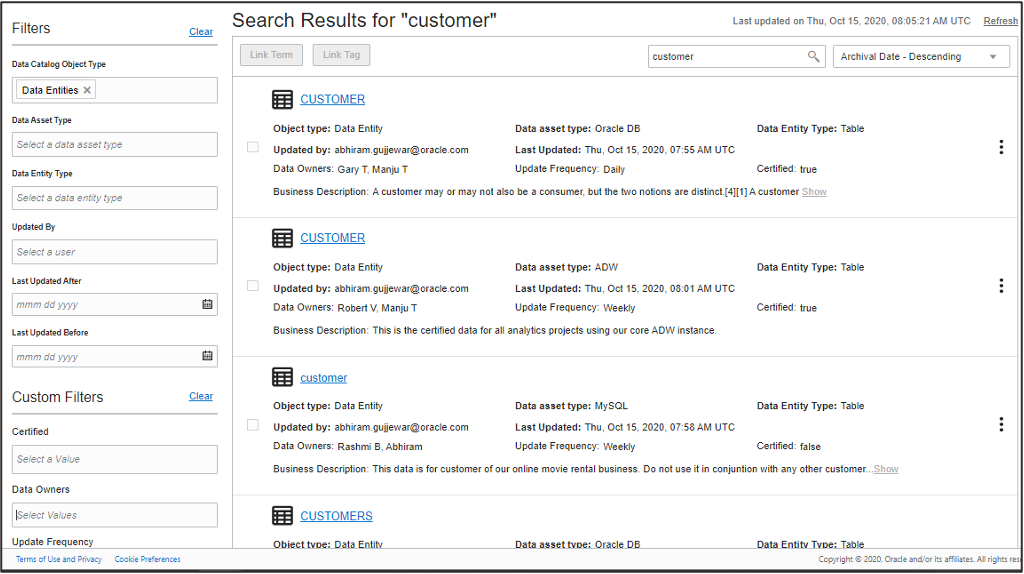 Filters
Clear
Data Catalog Object Type
Data Entities
Data Asset Type
Select a data asset type
Data Entity Type
Select a data entity type
Updated By
Select a user
Last Updated After
mmm dd yyyy
Last Updated Before
mmm dd yyyy
Custom Filters
Clear
Certified
Select a Value
Data Owners
Select Values
Update Frequency
Search Results for "customer"
Last updated on Thu, Oct 15, 2020, 08:05:21 AM UTC Refresh
Link Term Link Tag customer Archival Date - Descending
CUSTOMER
Object type: Data Entity Data asset type: Oracle DB Data Entity Type: Table
Updated by: abhiram.gujjewar@oracle.com Last Updated: Thu, Oct 15, 2020, 07:55 AM UTC
Data Owners: Gary T, Manju T Update Frequency: Daily Certified: true
Business Description: A customer may or may not also be a consumer, but the two notions are distinct.[4][1] A customer Show
CUSTOMER
Object type: Data Entity Data asset type: ADW Data Entity Type: Table
Updated by: abhiram.gujjewar@oracle.com Last Updated: Thu, Oct 15, 2020, 08:01 AM UTC
Data Owners: Robert V, Manju T Update Frequency: Weekly Certified: true
Business Description: This is the certified data for all analytics projects using our core ADW instance.
customer
Object type: Data Entity Data asset type: MySQL Data Entity Type: Table
Updated by: abhiram.gujjewar@oracle.com Last Updated: Thu, Oct 15, 2020, 07:58 AM UTC
Data Owners: Rashmi B, Abhiram Update Frequency: Weekly Certified: false
Business Description: This data is for customer of our online movie rental business. Do not use it in conjuntion with any other customer...Show
CUSTOMERS
Object type: Data Entity Data asset type: Oracle DB Data Entity Type: Table
Terms of Use and Privacy Cookie Preferences Copyright © 2020, Oracle and/or its affiliates. All rights res